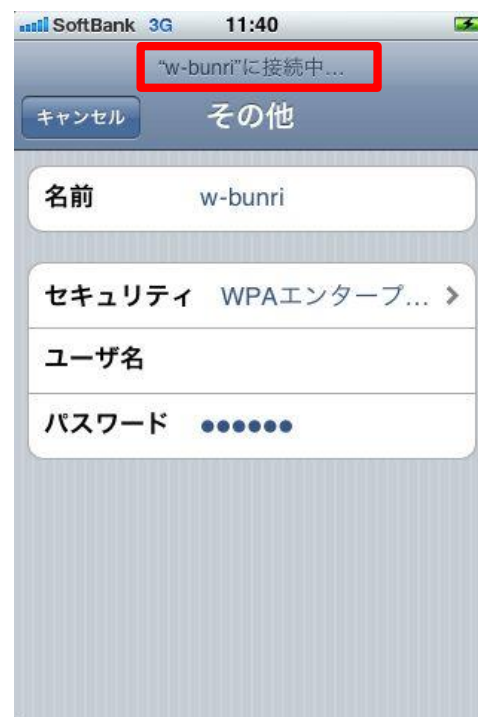 SoftBank 3G 11:40
“w-bunri”に接続中...
キャンセル その他
名前 w-bunri
セキュリティ WPAエンタープ...
ユーザ名
パスワード ●●●●●●